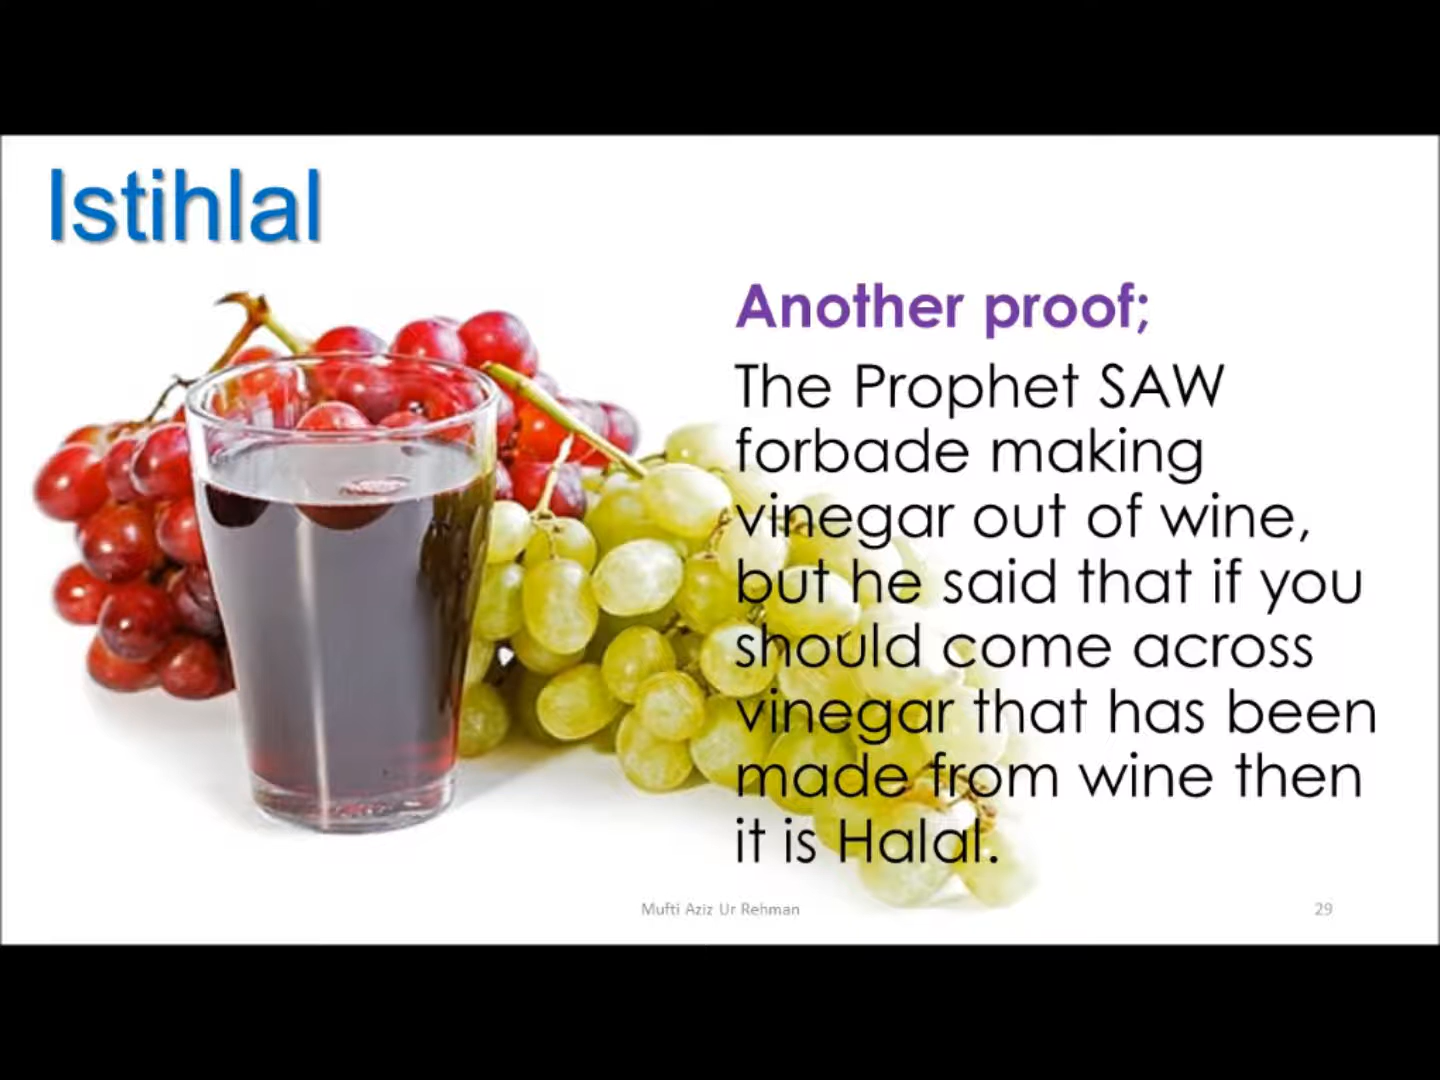 Istihlal
Another proof;
The Prophet SAW
forbade making
vinegar out of wine,
but he said that if you
should come across
vinegar that has been
made from wine then
it is Halal.
Mufti Aziz Ur Rehman
29